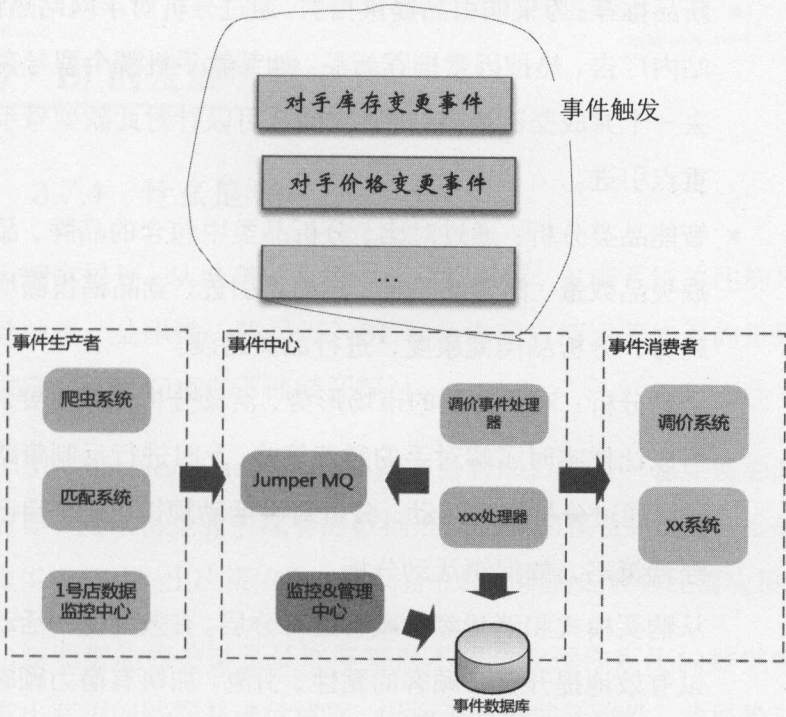 对手库存变更事件
事件触发
对手价格变更事件
...
事件生产者
爬虫系统
匹配系统
1号店数据
监控中心
事件中心
调价事件处理
器
Jumper MQ
xxx处理器
监控&管理
中心
事件数据库
事件消费者
调价系统
xx系统